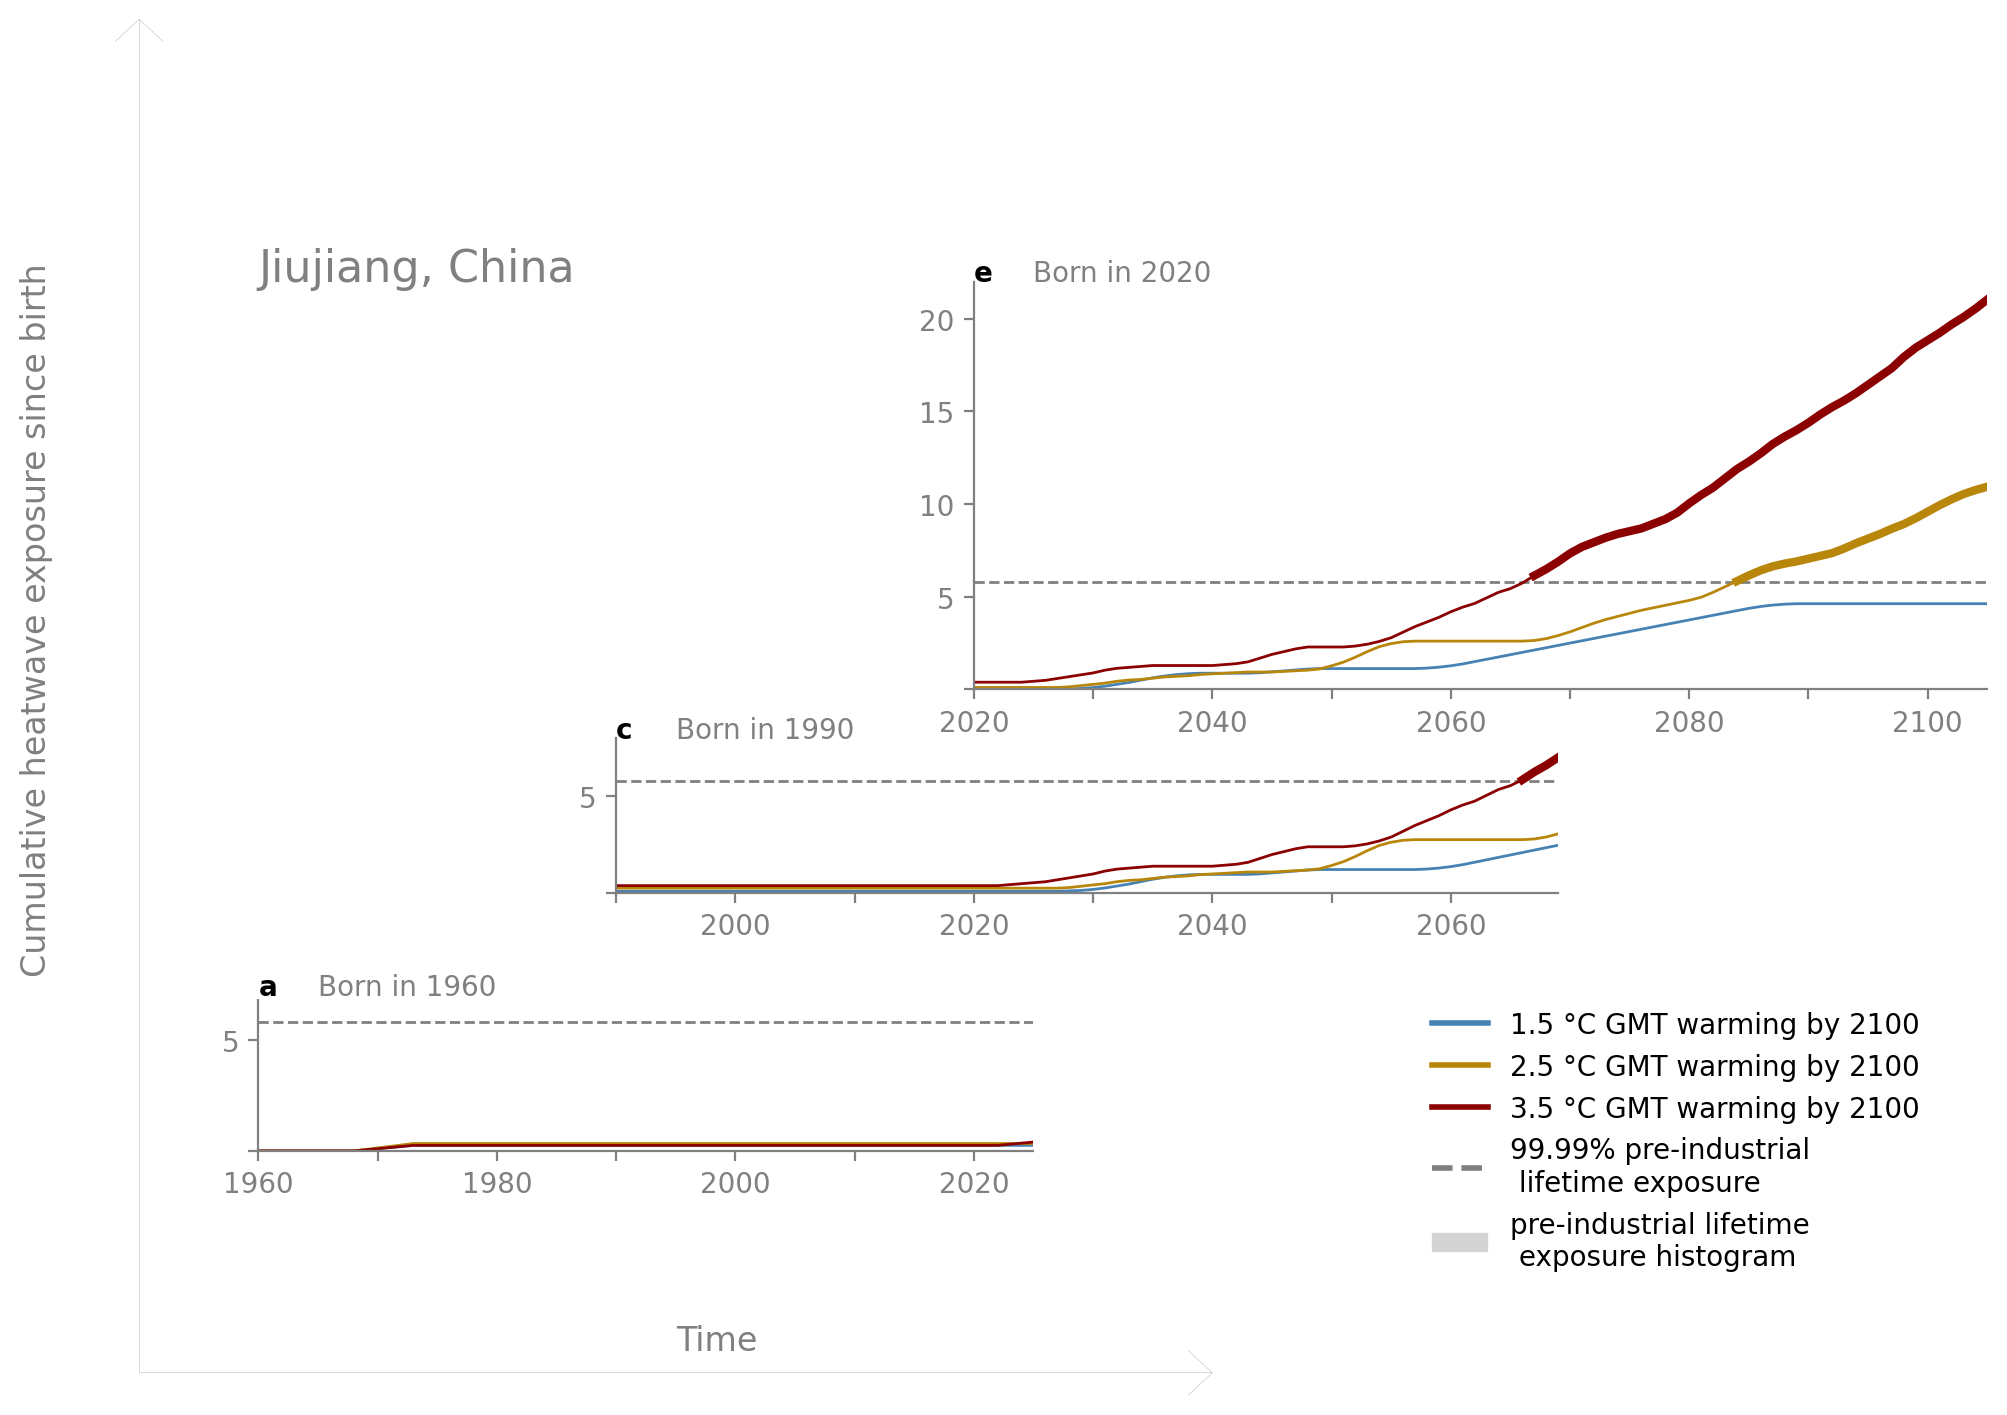 Cumulative heatwave exposure since birth
Jiujiang, China
e Born in 2020
20
15
10
5
2020 2040 2060 2080 2100
c Born in 1990
5
2000 2020 2040 2060
a Born in 1960
5
1960 1980 2000 2020
1.5 °C GMT warming by 2100
2.5 °C GMT warming by 2100
3.5 °C GMT warming by 2100
99.99% pre-industrial
lifetime exposure
pre-industrial lifetime
exposure histogram
Time